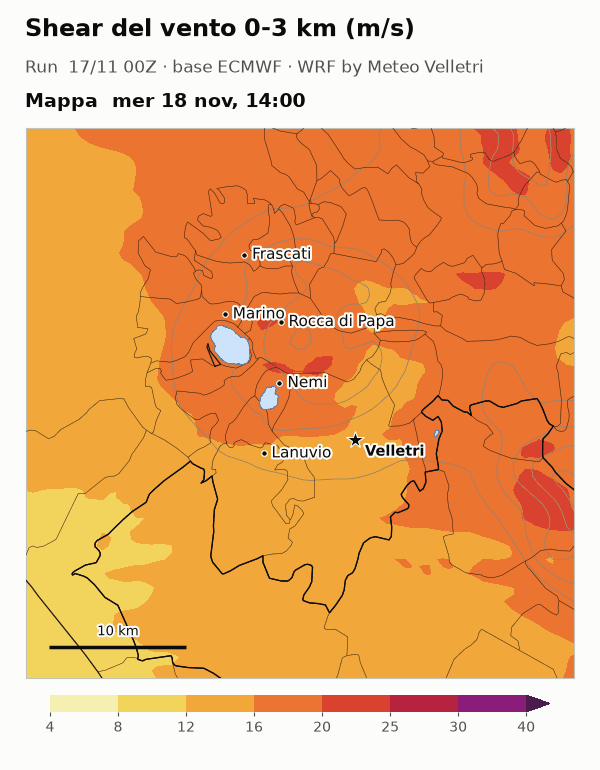 Shear del vento 0-3 km (m/s)
Run  17/11 00Z · base ECMWF · WRF by Meteo Velletri
Mappa  mer 18 nov, 14:00
Frascati
Marino
Rocca di Papa
Nemi
Velletri
Lanuvio
10 km
4 8 12 16 20 25 30 40